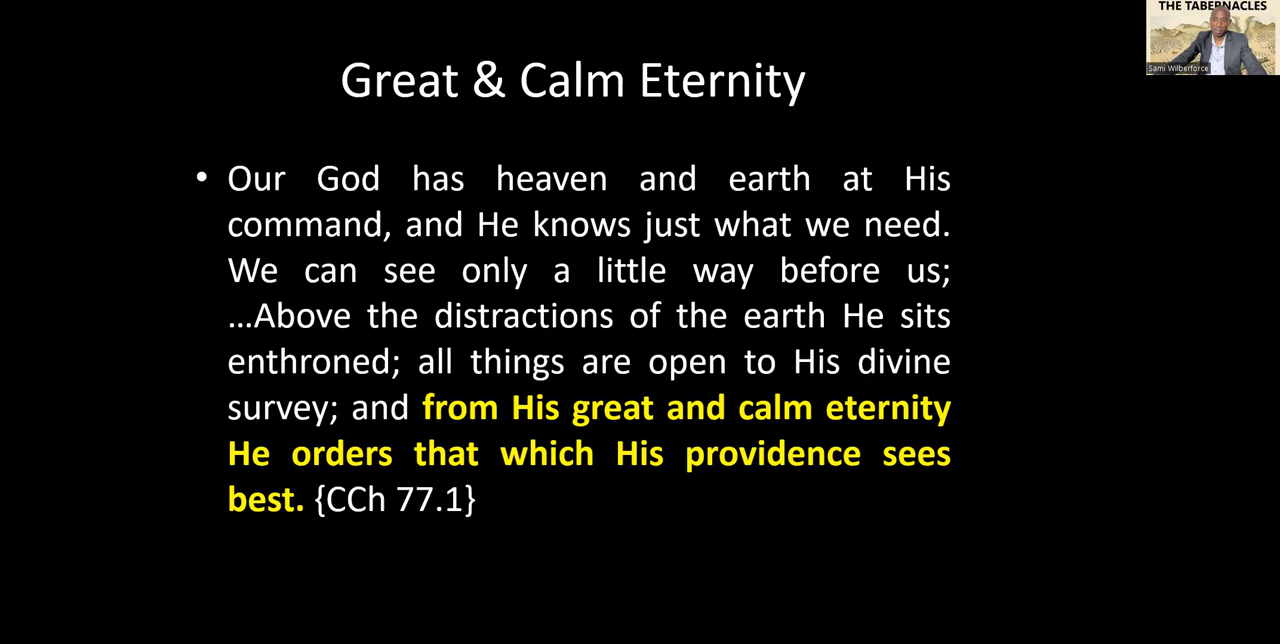 THE TABERNACLES
Sami Wilberforce
Great & Calm Eternity
• Our God has heaven and earth at His
command, and He knows just what we need.
We can see only a little way before us;
…Above the distractions of the earth He sits
enthroned; all things are open to His divine
survey; and from His great and calm eternity
He orders that which His providence sees
best. {CCh 77.1}